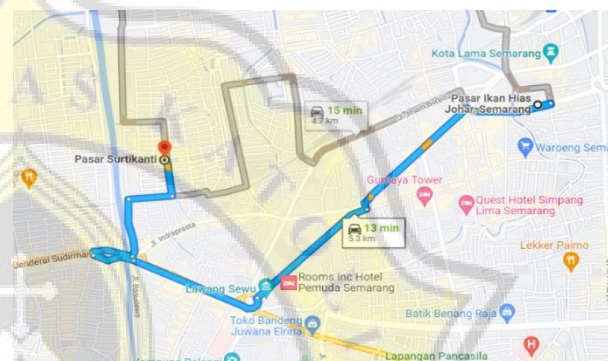 Kota Lama Semarang
Pasar Ikan Hias
Johar Semarang
15 min
4.7 km
Pasar Surtikanti
Waroeng Sema
Gumaya Tower
Quest Hotel Simpang
Lima Semarang
13 min
5.3 km
Jl. Indraprasta
Lekker Paimo
Jenderal Sudirman
Lawang Sewu
Rooms Inc Hotel
Pemuda Semarang
Toko Bandeng
Juwana Elrina
Batik Benang Raja
Lapangan Pancasila